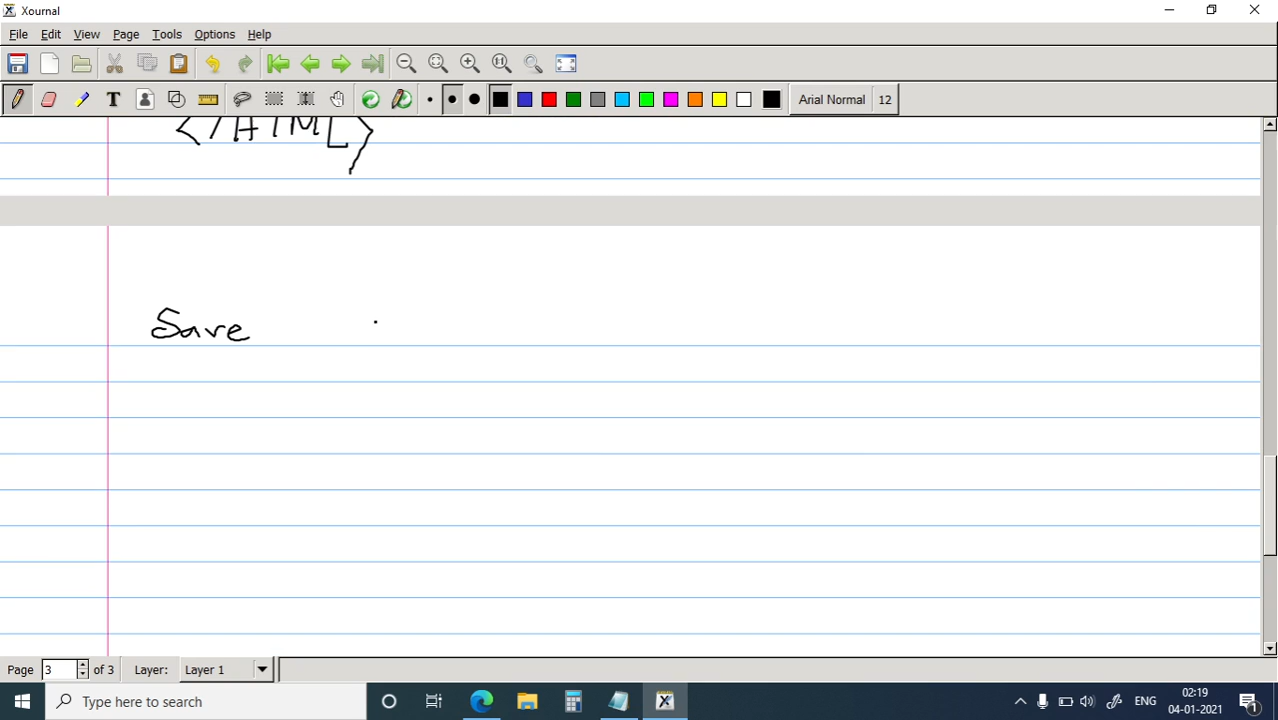 Xournal
File Edit View Page Tools Options Help
T Arial Normal 12
</HTML>
Save
Page 3 of 3 Layer: Layer 1
Type here to search ENG 02:19
04-01-2021 1